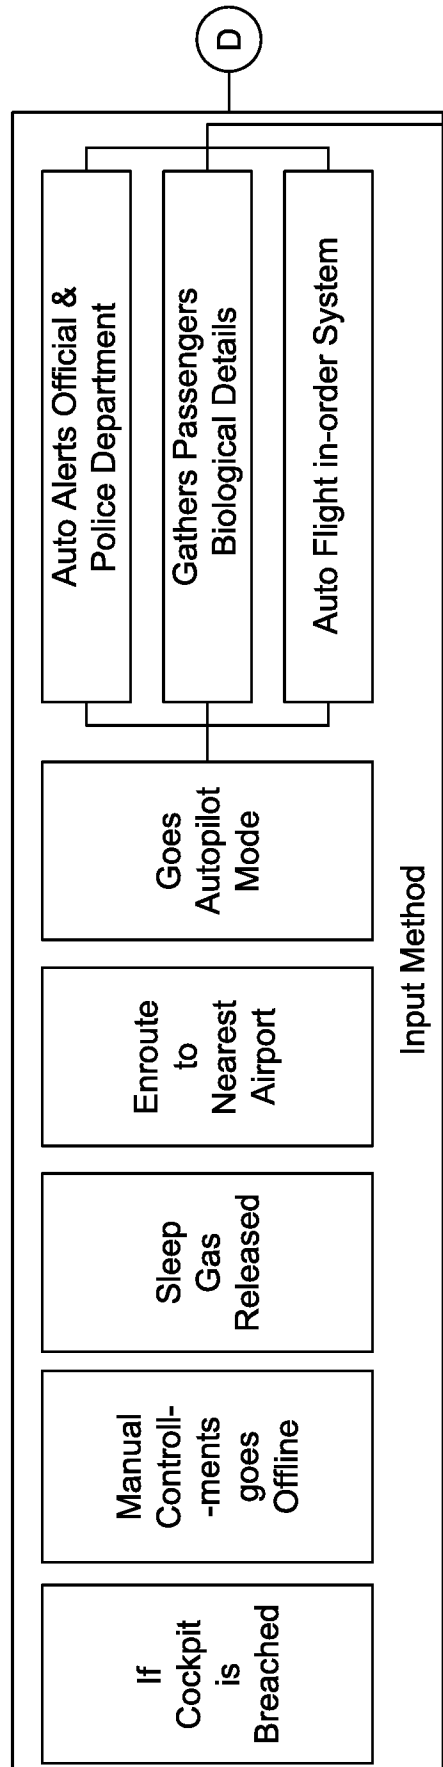 If
Cockpit
is
Breached
Manual
Controll-
-ments
goes
Offline
Sleep
Gas
Released
Enroute
to
Nearest
Airport
Goes
Autopilot
Mode
Auto Alerts Official &
Police Department
Gathers Passengers
Biological Details
Auto Flight in-order System
Input Method
D